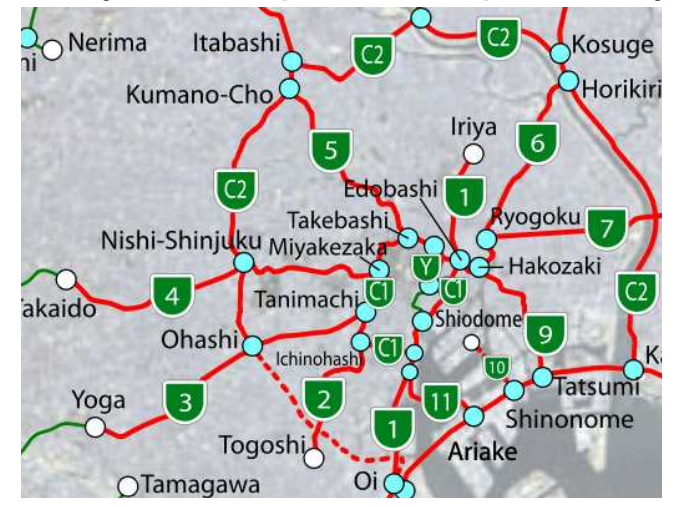 Nerima
Itabashi
C2
C2
Kosuge
ni
Kumano-Cho
Horikiri
Iriya
6
5
Edobashi
1
C2
Takebashi
Ryogoku
7
Nishi-Shinjuku
Miyakezaka
Y
Hakozaki
Takaido
4
Tanimachi
C1
C1
C2
Shiodome
9
Ohashi
Ichinohashi
C1
10
K
Yoga
3
2
11
Tatsumi
1
Shinonome
Togoshi
Ariake
Tamagawa
Oi